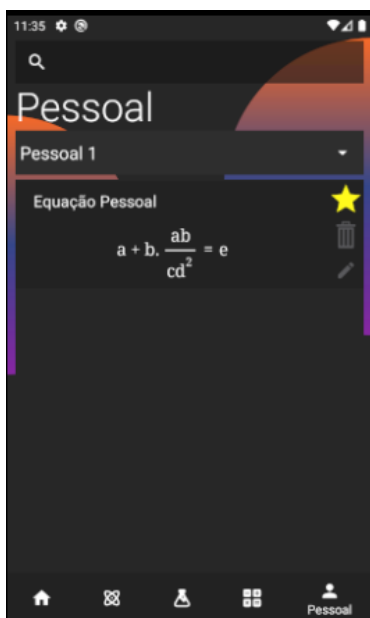 11:35
Pessoal
Pessoal 1
Equação Pessoal
a + b. ab/cd² = e
Pessoal